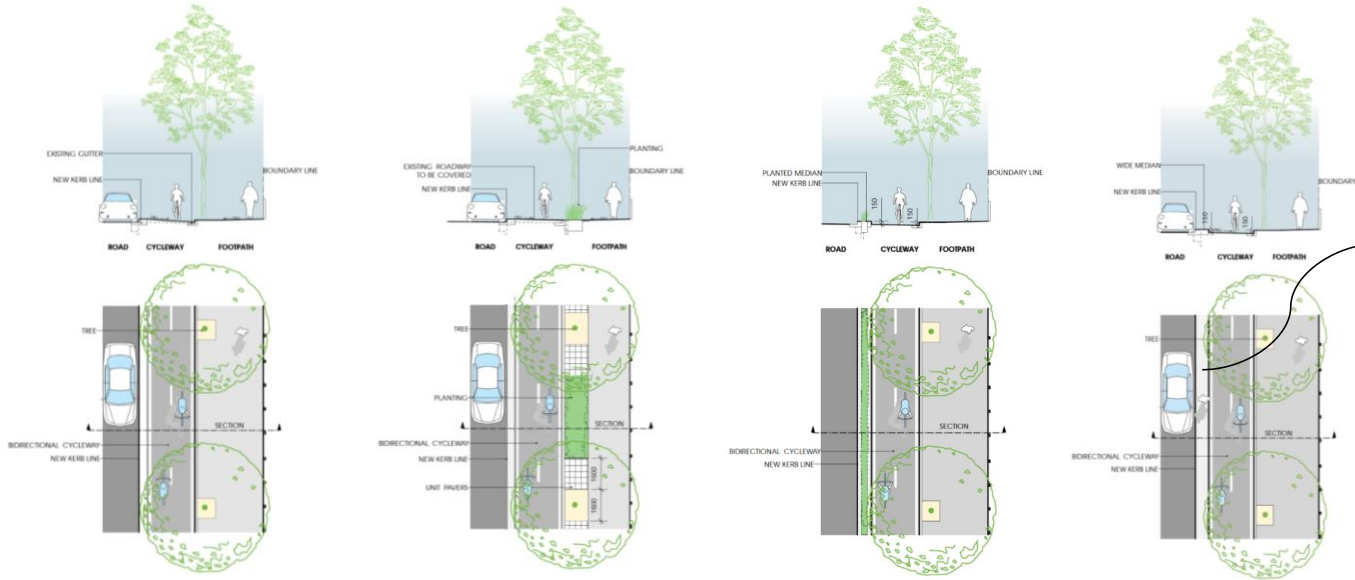 EXISTING GUTTER
NEW KERB LINE
BOUNDARY LINE
ROAD CYCLEWAY FOOTPATH
TREE
SECTION
BIDIRECTIONAL CYCLEWAY
NEW KERB LINE
PLANTING
EXISTING ROADWAY
TO BE COVERED
BOUNDARY LINE
NEW KERB LINE
ROAD CYCLEWAY FOOTPATH
TREE
PLANTING
SECTION
BIDIRECTIONAL CYCLEWAY
NEW KERB LINE
UNIT PAVERS
1600
1600
PLANTED MEDIAN
NEW KERB LINE
BOUNDARY LINE
150
150
ROAD CYCLEWAY FOOTPATH
SECTION
BIDIRECTIONAL CYCLEWAY
NEW KERB LINE
WIDE MEDIAN
BOUNDARY
NEW KERB LINE
150
150
ROAD CYCLEWAY FOOTPATH
TREE
SECTION
BIDIRECTIONAL CYCLEWAY
NEW KERB LINE